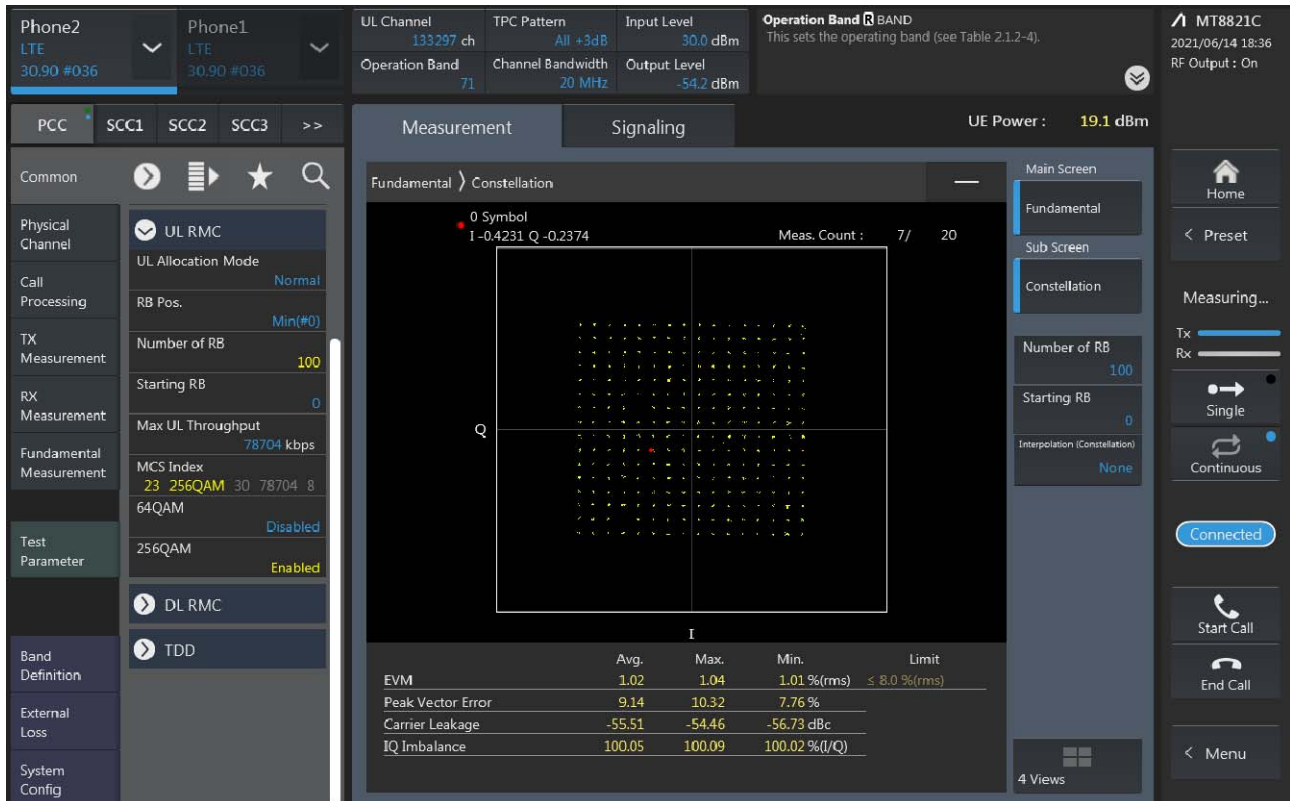 Phone2
LTE
30.90 #036
Phone1
LTE
30.90 #036
UL Channel
133297 ch
TPC Pattern
All +3dB
Input Level
30.0 dBm
Operation Band
71
Channel Bandwidth
20 MHz
Output Level
-54.2 dBm
Operation Band R BAND
This sets the operating band (see Table 2.1.2-4).
MT8821C
2021/06/14 18:36
RF Output : On
PCC SCC1 SCC2 SCC3 >>
Measurement
Signaling
UE Power : 19.1 dBm
Common
Physical
Channel
Call
Processing
TX
Measurement
RX
Measurement
Fundamental
Measurement
Test
Parameter
Band
Definition
External
Loss
System
Config
UL RMC
UL Allocation Mode
Normal
RB Pos.
Min(#0)
Number of RB
100
Starting RB
0
Max UL Throughput
78704 kbps
MCS Index
23 256QAM 30 78704 8
64QAM
Disabled
256QAM
Enabled
DL RMC
TDD
Fundamental 〉 Constellation
0 Symbol
I -0.4231 Q -0.2374
Meas. Count : 7/ 20
Q
I
Avg. Max. Min. Limit
EVM 1.02 1.04 1.01 %(rms) ≤ 8.0 %(rms)
Peak Vector Error 9.14 10.32 7.76 %
Carrier Leakage -55.51 -54.46 -56.73 dBc
IQ Imbalance 100.05 100.09 100.02 %(I/Q)
Main Screen
Fundamental
Sub Screen
Constellation
Number of RB
100
Starting RB
0
Interpolation (Constellation)
None
4 Views
Home
< Preset
Measuring...
Tx
Rx
Single
Continuous
Connected
Start Call
End Call
< Menu